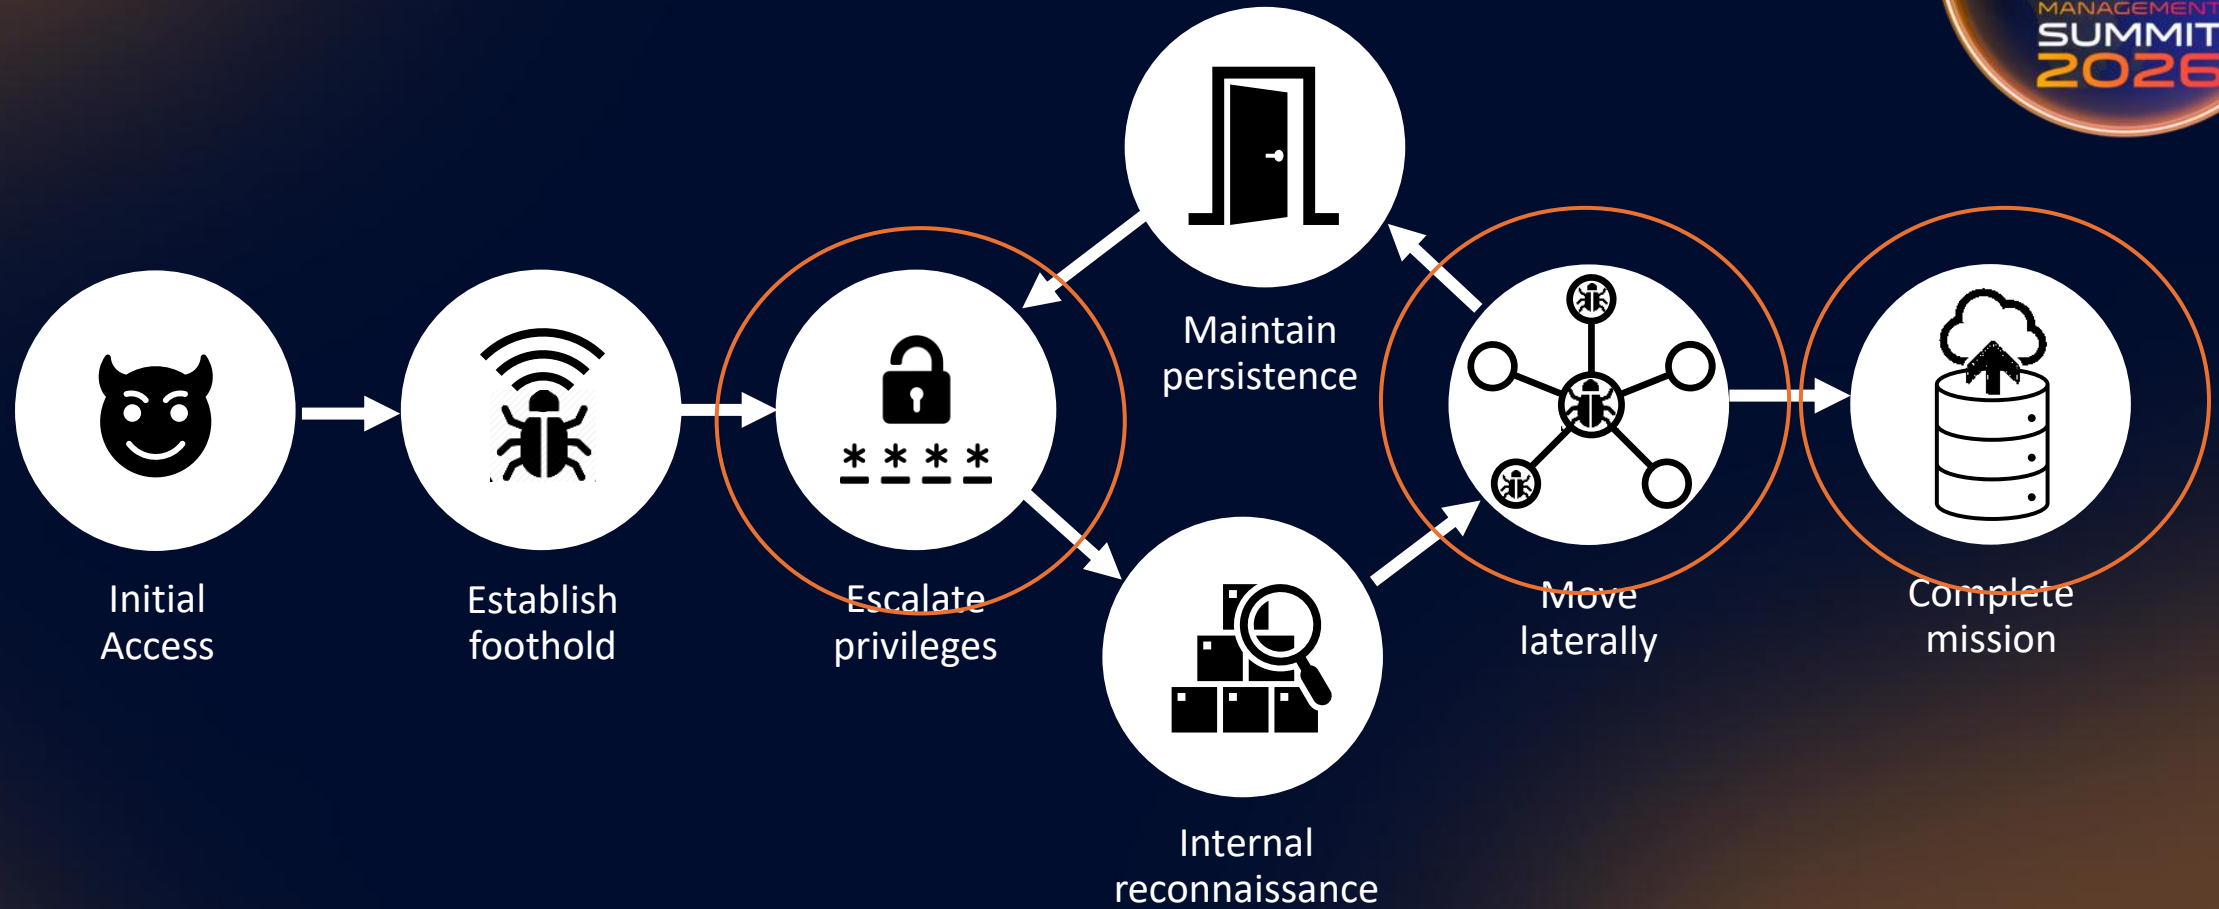 MANAGEMENT
SUMMIT
2026
Maintain
persistence
Initial
Access
Establish
foothold
Escalate
privileges
* * * *
Move
laterally
Complete
mission
Internal
reconnaissance